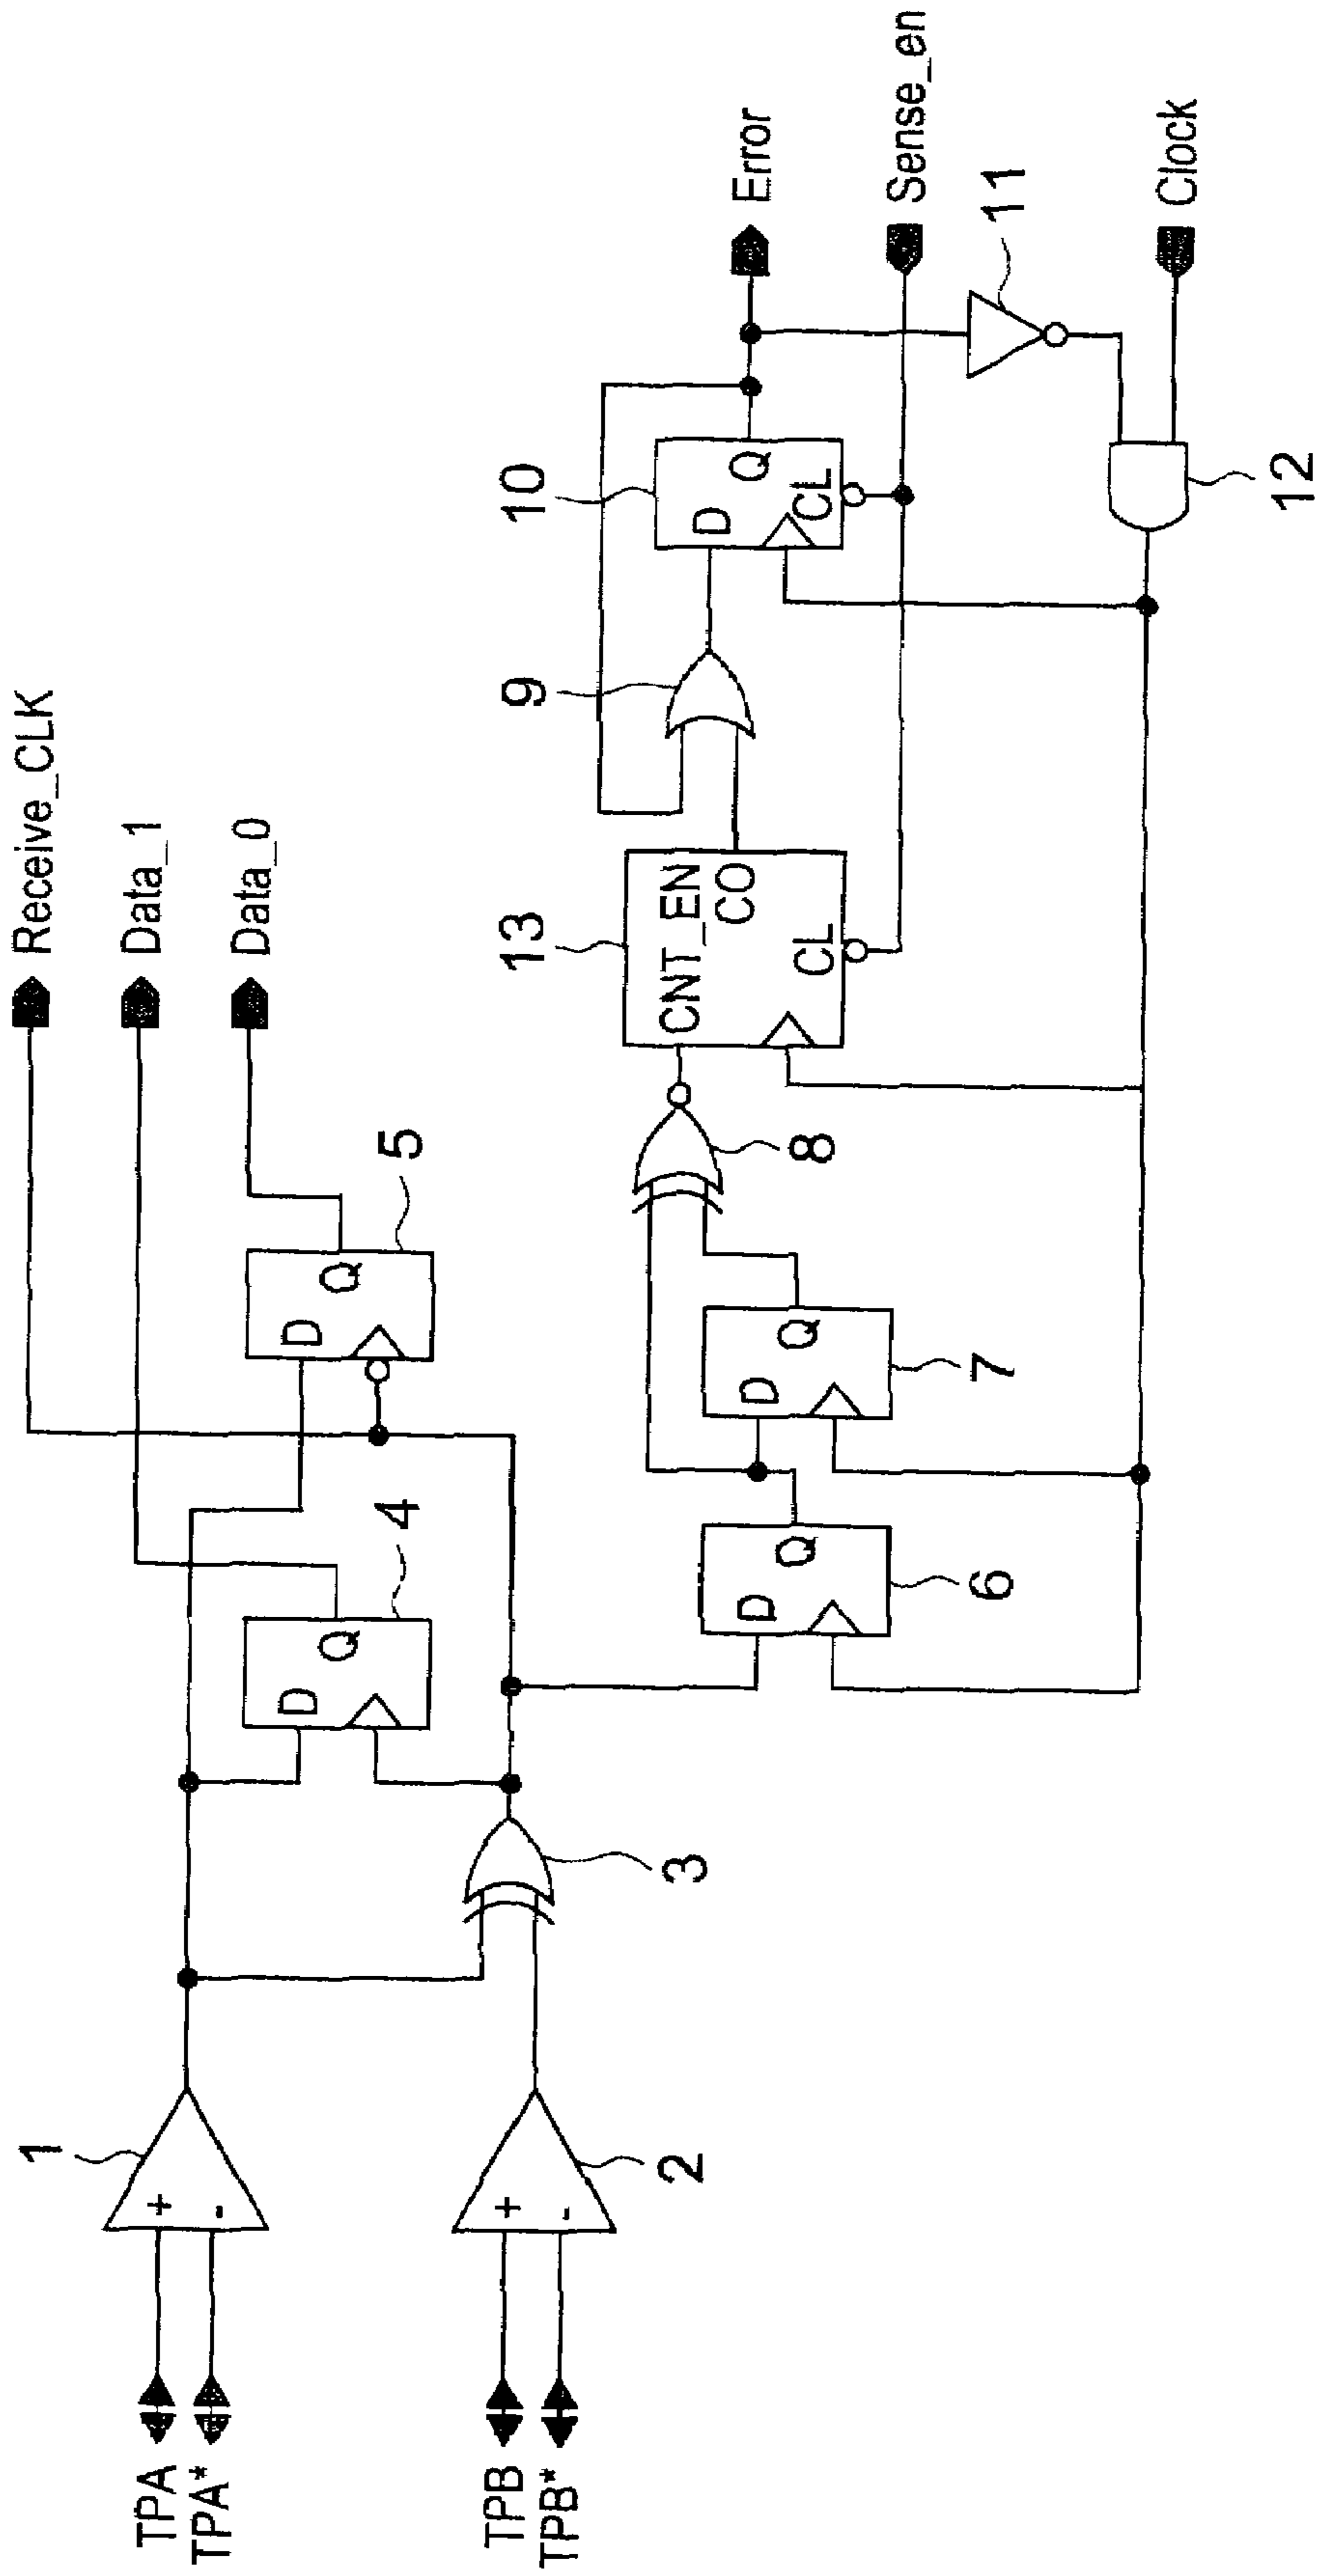 Receive_CLK
Data_1
Data_0
1
TPA
TPA*
+
-
2
TPB
TPB*
+
-
3
4
D
Q
5
D
Q
6
D
Q
7
D
Q
8
13
CNT_EN
CO
CL
9
10
D
Q
CL
Error
Sense_en
11
Clock
12